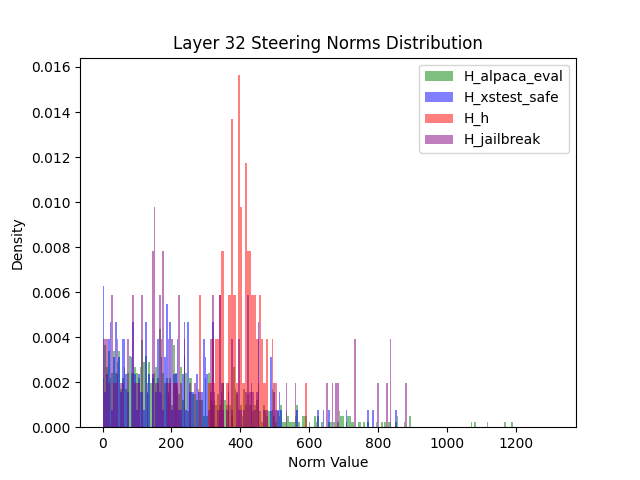 Layer 32 Steering Norms Distribution
H_alpaca_eval
H_xstest_safe
H_h
H_jailbreak
Density
0.016
0.014
0.012
0.010
0.008
0.006
0.004
0.002
0.000
0 200 400 600 800 1000 1200
Norm Value